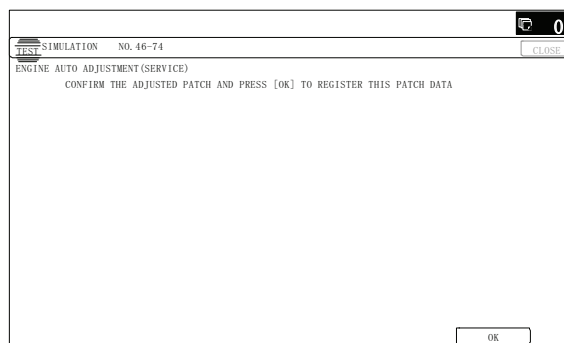 0
TEST SIMULATION NO.46-74
CLOSE
ENGINE AUTO ADJUSTMENT(SERVICE)
CONFIRM THE ADJUSTED PATCH AND PRESS [OK] TO REGISTER THIS PATCH DATA
OK